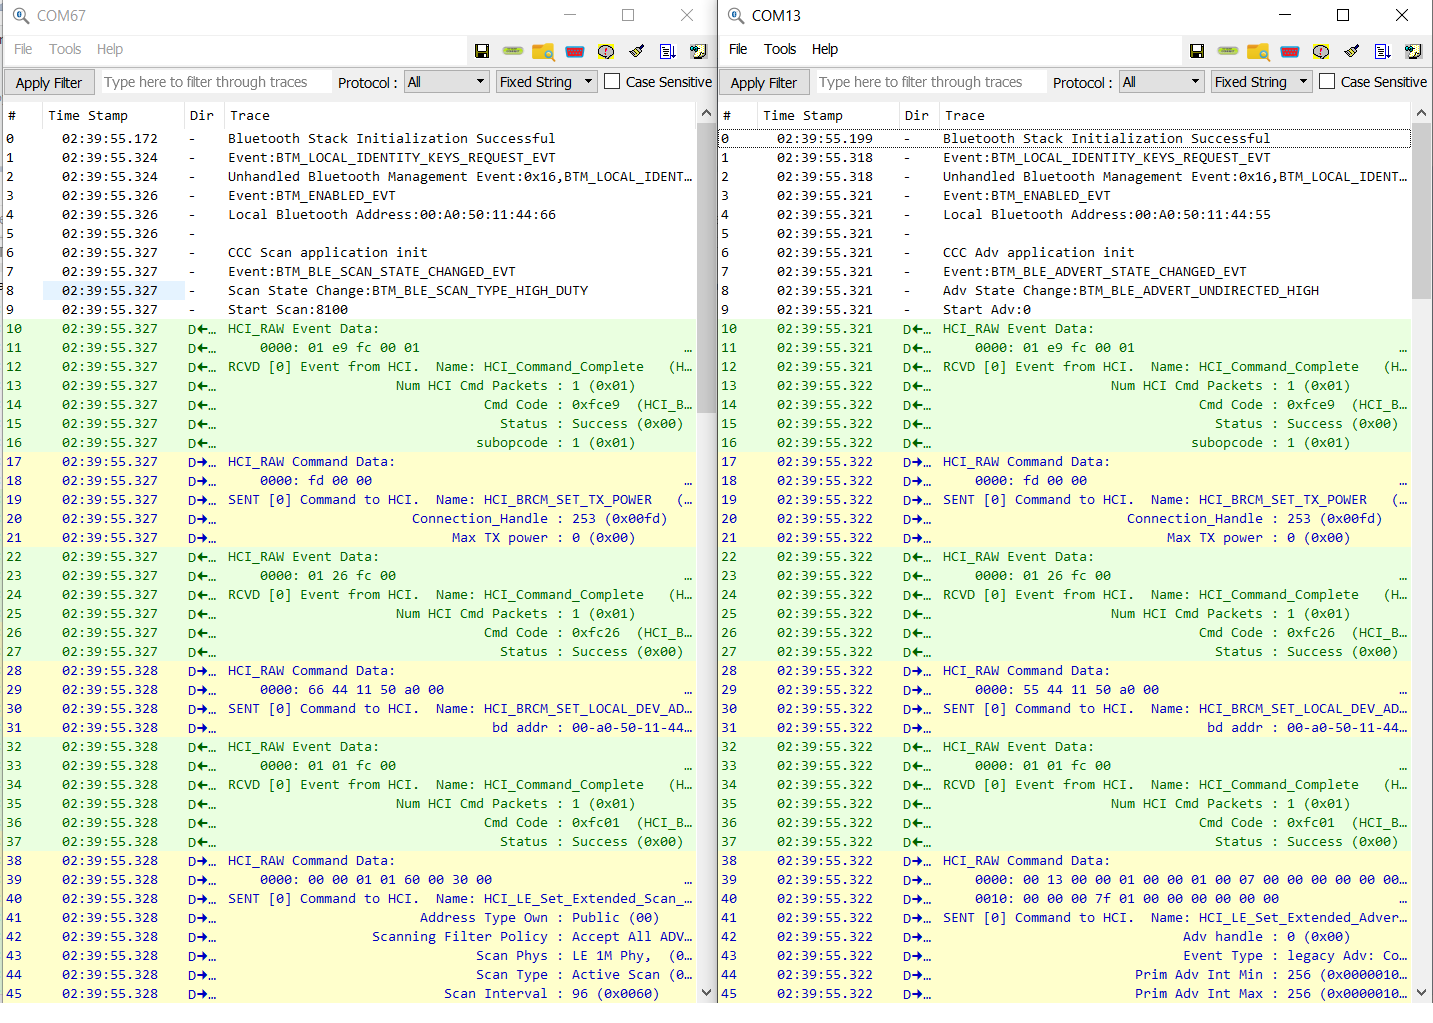 COM67
File Tools Help
Apply Filter Type here to filter through traces Protocol : All Fixed String Case Sensitive
# Time Stamp Dir Trace
0 02:39:55.172 - Bluetooth Stack Initialization Successful
1 02:39:55.324 - Event:BTM_LOCAL_IDENTITY_KEYS_REQUEST_EVT
2 02:39:55.324 - Unhandled Bluetooth Management Event:0x16,BTM_LOCAL_IDENT...
3 02:39:55.326 - Event:BTM_ENABLED_EVT
4 02:39:55.326 - Local Bluetooth Address:00:A0:50:11:44:66
5 02:39:55.326 -
6 02:39:55.327 - CCC Scan application init
7 02:39:55.327 - Event:BTM_BLE_SCAN_STATE_CHANGED_EVT
8 02:39:55.327 - Scan State Change:BTM_BLE_SCAN_TYPE_HIGH_DUTY
9 02:39:55.327 - Start Scan:8100
10 02:39:55.327 D←... HCI_RAW Event Data:
11 02:39:55.327 D←... 0000: 01 e9 fc 00 01 ...
12 02:39:55.327 D←... RCVD [0] Event from HCI. Name: HCI_Command_Complete (H...
13 02:39:55.327 D←... Num HCI Cmd Packets : 1 (0x01)
14 02:39:55.327 D←... Cmd Code : 0xfce9 (HCI_B...
15 02:39:55.327 D←... Status : Success (0x00)
16 02:39:55.327 D←... subopcode : 1 (0x01)
17 02:39:55.327 D→... HCI_RAW Command Data:
18 02:39:55.327 D→... 0000: fd 00 00 ...
19 02:39:55.327 D→... SENT [0] Command to HCI. Name: HCI_BRCM_SET_TX_POWER (...
20 02:39:55.327 D→... Connection_Handle : 253 (0x00fd)
21 02:39:55.327 D→... Max TX power : 0 (0x00)
22 02:39:55.327 D←... HCI_RAW Event Data:
23 02:39:55.327 D←... 0000: 01 26 fc 00 ...
24 02:39:55.327 D←... RCVD [0] Event from HCI. Name: HCI_Command_Complete (H...
25 02:39:55.327 D←... Num HCI Cmd Packets : 1 (0x01)
26 02:39:55.327 D←... Cmd Code : 0xfc26 (HCI_B...
27 02:39:55.327 D←... Status : Success (0x00)
28 02:39:55.328 D→... HCI_RAW Command Data:
29 02:39:55.328 D→... 0000: 66 44 11 50 a0 00 ...
30 02:39:55.328 D→... SENT [0] Command to HCI. Name: HCI_BRCM_SET_LOCAL_DEV_AD...
31 02:39:55.328 D→... bd addr : 00-a0-50-11-44...
32 02:39:55.328 D←... HCI_RAW Event Data:
33 02:39:55.328 D←... 0000: 01 01 fc 00 ...
34 02:39:55.328 D←... RCVD [0] Event from HCI. Name: HCI_Command_Complete (H...
35 02:39:55.328 D←... Num HCI Cmd Packets : 1 (0x01)
36 02:39:55.328 D←... Cmd Code : 0xfc01 (HCI_B...
37 02:39:55.328 D←... Status : Success (0x00)
38 02:39:55.328 D→... HCI_RAW Command Data:
39 02:39:55.328 D→... 0000: 00 00 01 01 60 00 30 00 ...
40 02:39:55.328 D→... SENT [0] Command to HCI. Name: HCI_LE_Set_Extended_Scan_...
41 02:39:55.328 D→... Address Type Own : Public (00)
42 02:39:55.328 D→... Scanning Filter Policy : Accept All ADV...
43 02:39:55.328 D→... Scan Phys : LE 1M Phy, (0...
44 02:39:55.328 D→... Scan Type : Active Scan (0...
45 02:39:55.328 D→... Scan Interval : 96 (0x0060)
COM13
File Tools Help
Apply Filter Type here to filter through traces Protocol : All Fixed String Case Sensitive
# Time Stamp Dir Trace
0 02:39:55.199 - Bluetooth Stack Initialization Successful
1 02:39:55.318 - Event:BTM_LOCAL_IDENTITY_KEYS_REQUEST_EVT
2 02:39:55.318 - Unhandled Bluetooth Management Event:0x16,BTM_LOCAL_IDENT...
3 02:39:55.321 - Event:BTM_ENABLED_EVT
4 02:39:55.321 - Local Bluetooth Address:00:A0:50:11:44:55
5 02:39:55.321 -
6 02:39:55.321 - CCC Adv application init
7 02:39:55.321 - Event:BTM_BLE_ADVERT_STATE_CHANGED_EVT
8 02:39:55.321 - Adv State Change:BTM_BLE_ADVERT_UNDIRECTED_HIGH
9 02:39:55.321 - Start Adv:0
10 02:39:55.321 D←... HCI_RAW Event Data:
11 02:39:55.321 D←... 0000: 01 e9 fc 00 01 ...
12 02:39:55.321 D←... RCVD [0] Event from HCI. Name: HCI_Command_Complete (H...
13 02:39:55.322 D←... Num HCI Cmd Packets : 1 (0x01)
14 02:39:55.322 D←... Cmd Code : 0xfce9 (HCI_B...
15 02:39:55.322 D←... Status : Success (0x00)
16 02:39:55.322 D←... subopcode : 1 (0x01)
17 02:39:55.322 D→... HCI_RAW Command Data:
18 02:39:55.322 D→... 0000: fd 00 00 ...
19 02:39:55.322 D→... SENT [0] Command to HCI. Name: HCI_BRCM_SET_TX_POWER (...
20 02:39:55.322 D→... Connection_Handle : 253 (0x00fd)
21 02:39:55.322 D→... Max TX power : 0 (0x00)
22 02:39:55.322 D←... HCI_RAW Event Data:
23 02:39:55.322 D←... 0000: 01 26 fc 00 ...
24 02:39:55.322 D←... RCVD [0] Event from HCI. Name: HCI_Command_Complete (H...
25 02:39:55.322 D←... Num HCI Cmd Packets : 1 (0x01)
26 02:39:55.322 D←... Cmd Code : 0xfc26 (HCI_B...
27 02:39:55.322 D←... Status : Success (0x00)
28 02:39:55.322 D→... HCI_RAW Command Data:
29 02:39:55.322 D→... 0000: 55 44 11 50 a0 00 ...
30 02:39:55.322 D→... SENT [0] Command to HCI. Name: HCI_BRCM_SET_LOCAL_DEV_AD...
31 02:39:55.322 D→... bd addr : 00-a0-50-11-44...
32 02:39:55.322 D←... HCI_RAW Event Data:
33 02:39:55.322 D←... 0000: 01 01 fc 00 ...
34 02:39:55.322 D←... RCVD [0] Event from HCI. Name: HCI_Command_Complete (H...
35 02:39:55.322 D←... Num HCI Cmd Packets : 1 (0x01)
36 02:39:55.322 D←... Cmd Code : 0xfc01 (HCI_B...
37 02:39:55.322 D←... Status : Success (0x00)
38 02:39:55.322 D→... HCI_RAW Command Data:
39 02:39:55.322 D→... 0000: 00 13 00 00 01 00 00 01 00 07 00 00 00 00 00 00...
40 02:39:55.322 D→... 0010: 00 00 00 7f 01 00 00 00 00 00 00 ...
41 02:39:55.322 D→... SENT [0] Command to HCI. Name: HCI_LE_Set_Extended_Adver...
42 02:39:55.322 D→... Adv handle : 0 (0x00)
43 02:39:55.322 D→... Event Type : legacy Adv: Co...
44 02:39:55.322 D→... Prim Adv Int Min : 256 (0x0000010...
45 02:39:55.322 D→... Prim Adv Int Max : 256 (0x0000010...